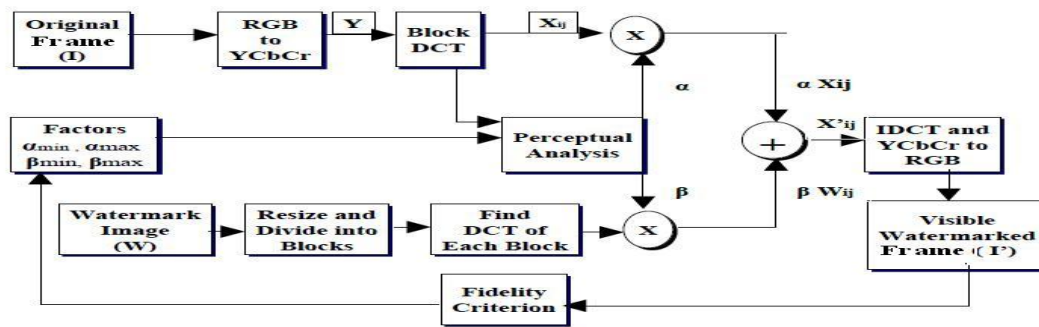 Original
Frame
(I)
RGB
to
YCbCr
Y
Block
DCT
Xij
X
α
α Xij
Factors
αmin , αmax
βmin, βmax
Perceptual
Analysis
+
X'ij
IDCT and
YCbCr to
RGB
β
β Wij
Watermark
Image
(W)
Resize and
Divide into
Blocks
Find
DCT of
Each Block
X
Visible
Watermarked
Frame ( I')
Fidelity
Criterion